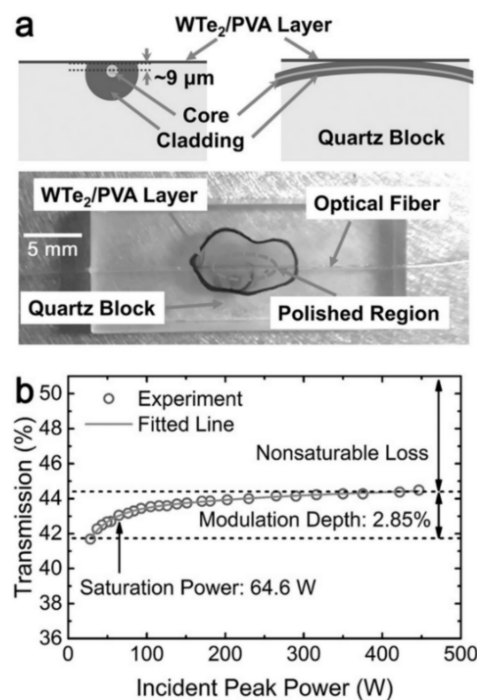 a
WTe₂/PVA Layer
~9 μm
Core
Cladding
Quartz Block
WTe₂/PVA Layer
Optical Fiber
5 mm
Quartz Block
Polished Region
b
Experiment
Fitted Line
Nonsaturable Loss
Modulation Depth: 2.85%
Saturation Power: 64.6 W
Transmission (%)
50
48
46
44
42
40
38
36
0 100 200 300 400 500
Incident Peak Power (W)